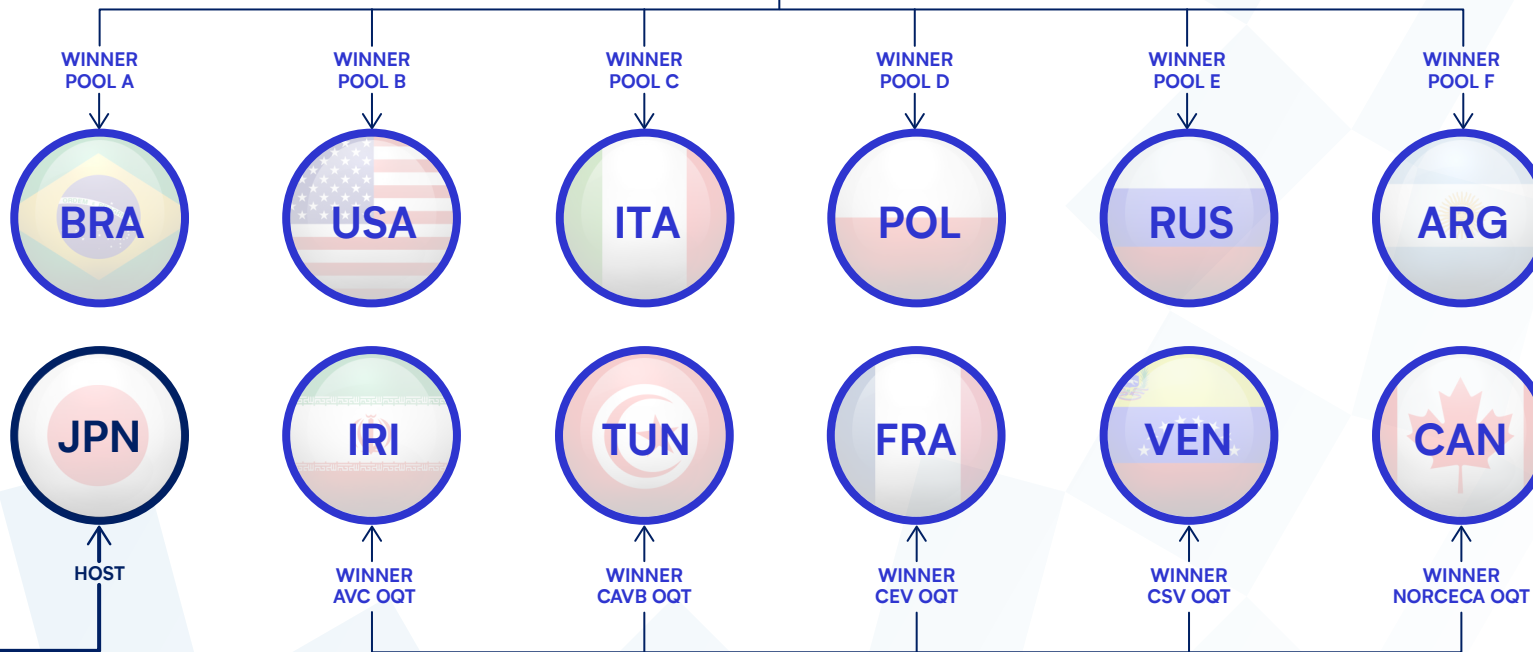 WINNER
POOL A
WINNER
POOL B
WINNER
POOL C
WINNER
POOL D
WINNER
POOL E
WINNER
POOL F
BRA
USA
ITA
POL
RUS
ARG
JPN
IRI
TUN
FRA
VEN
CAN
HOST
WINNER
AVC OQT
WINNER
CAVB OQT
WINNER
CEV OQT
WINNER
CSV OQT
WINNER
NORCECA OQT